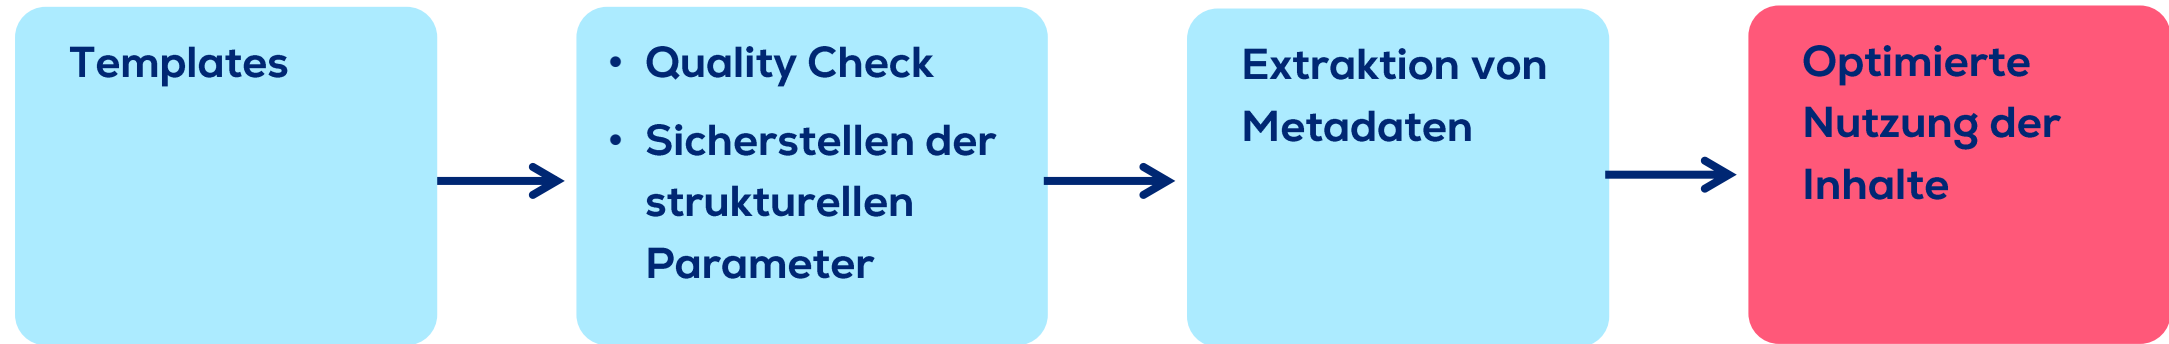 Templates
• Quality Check
• Sicherstellen der
strukturellen
Parameter
Extraktion von
Metadaten
Optimierte
Nutzung der
Inhalte